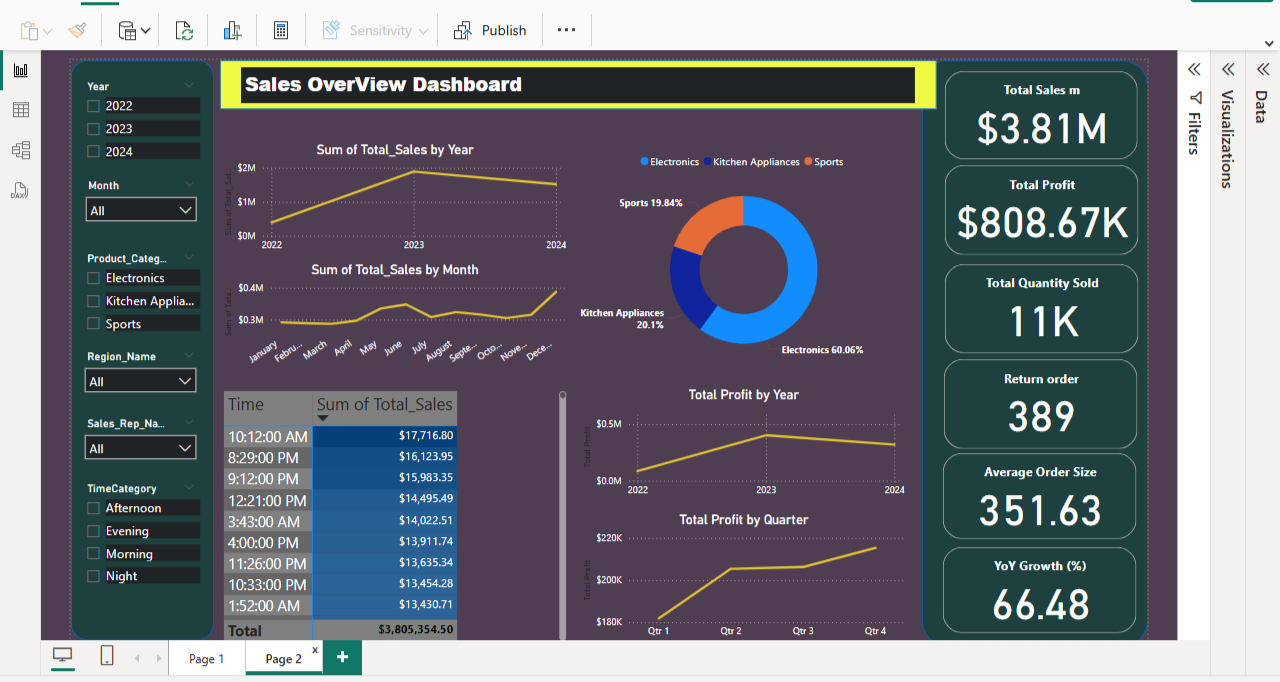 Sensitivity
Publish
Year
2022
2023
2024
Month
All
Product_Categ...
Electronics
Kitchen Applia...
Sports
Region_Name
All
Sales_Rep_Na...
All
TimeCategory
Afternoon
Evening
Morning
Night
Sales OverView Dashboard
Sum of Total_Sales by Year
Sum of Total_Sal...
$2M
$1M
$0M
2022 2023 2024
Sum of Total_Sales by Month
Sum of Tota...
$0.4M
$0.3M
January Febru... March April May June July August Septe... Octo... Nove... Dece...
Time Sum of Total_Sales
10:12:00 AM $17,716.80
8:29:00 PM $16,123.95
9:12:00 PM $15,983.35
12:21:00 PM $14,495.49
3:43:00 AM $14,022.51
4:00:00 PM $13,911.74
11:26:00 PM $13,635.34
10:33:00 PM $13,454.28
1:52:00 AM $13,430.71
Total $3,805,354.50
Electronics Kitchen Appliances Sports
Sports 19.84%
Kitchen Appliances
20.1%
Electronics 60.06%
Total Profit by Year
Total Profit
$0.5M
$0.0M
2022 2023 2024
Total Profit by Quarter
Total Profit
$220K
$200K
$180K
Qtr 1 Qtr 2 Qtr 3 Qtr 4
Total Sales m
$3.81M
Total Profit
$808.67K
Total Quantity Sold
11K
Return order
389
Average Order Size
351.63
YoY Growth (%)
66.48
Filters
Visualizations
Data
DAX
Page 1
Page 2
x
+